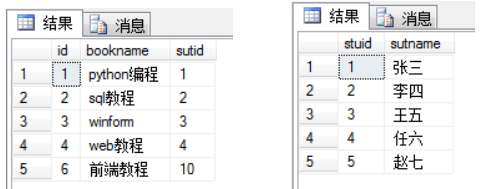 结果 消息
id bookname sutid
1 1 python编程 1
2 2 sql教程 2
3 3 winform 3
4 4 web教程 4
5 6 前端教程 10
结果 消息
stuid sutname
1 1 张三
2 2 李四
3 3 王五
4 4 任六
5 5 赵七